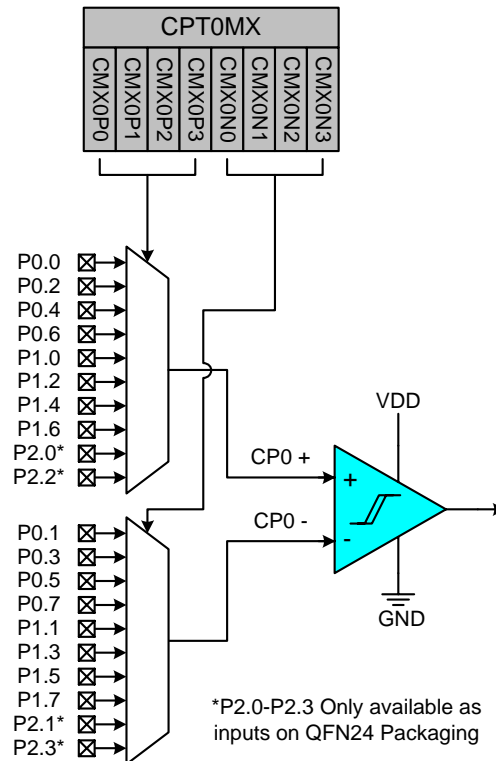 CPT0MX
CMX0P0
CMX0P1
CMX0P2
CMX0P3
CMX0N0
CMX0N1
CMX0N2
CMX0N3
P0.0
P0.2
P0.4
P0.6
P1.0
P1.2
P1.4
P1.6
P2.0*
P2.2*
VDD
CP0 +
+
CP0 -
-
GND
P0.1
P0.3
P0.5
P0.7
P1.1
P1.3
P1.5
P1.7
P2.1*
P2.3*
*P2.0-P2.3 Only available as
inputs on QFN24 Packaging